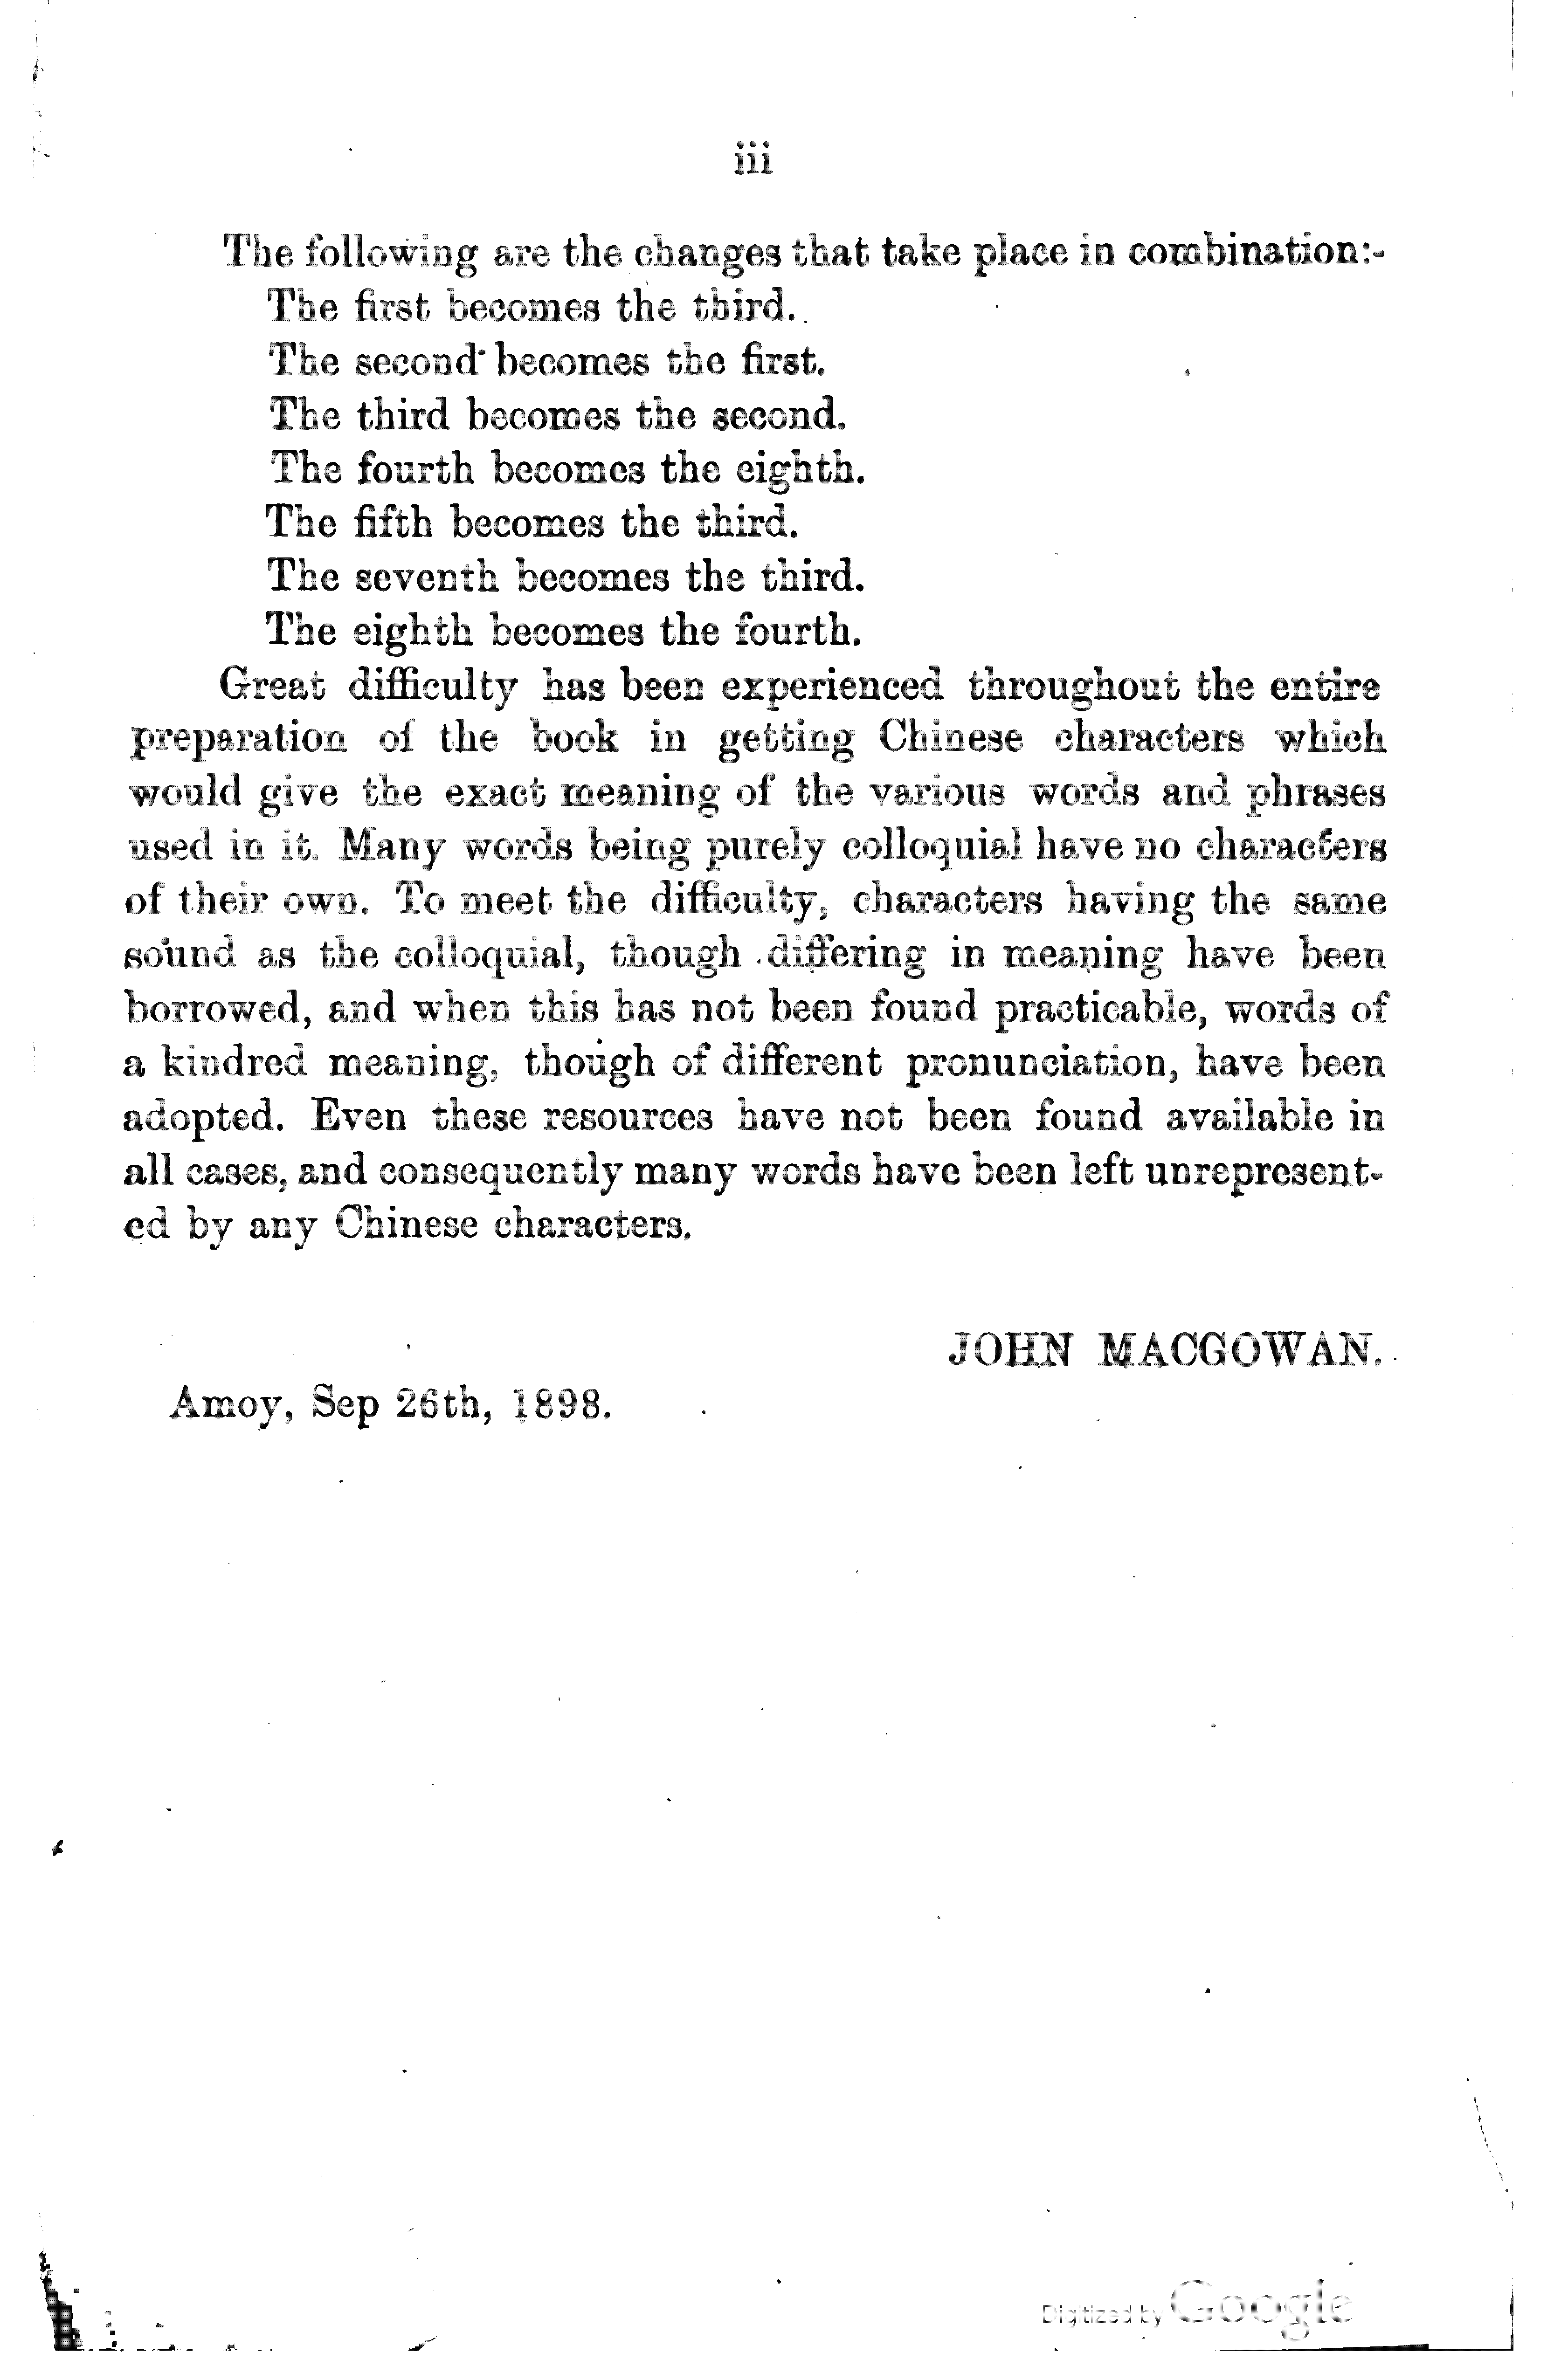 iii
The following are the changes that take place in combination:-
The first becomes the third.
The second becomes the first.
The third becomes the second.
The fourth becomes the eighth.
The fifth becomes the third.
The seventh becomes the third.
The eighth becomes the fourth.
Great difficulty has been experienced throughout the entire
preparation of the book in getting Chinese characters which
would give the exact meaning of the various words and phrases
used in it. Many words being purely colloquial have no characters
of their own. To meet the difficulty, characters having the same
sound as the colloquial, though differing in meaning have been
borrowed, and when this has not been found practicable, words of
a kindred meaning, though of different pronunciation, have been
adopted. Even these resources have not been found available in
all cases, and consequently many words have been left unrepresent-
ed by any Chinese characters.
JOHN MACGOWAN.
Amoy, Sep 26th, 1898.
Digitized by Google